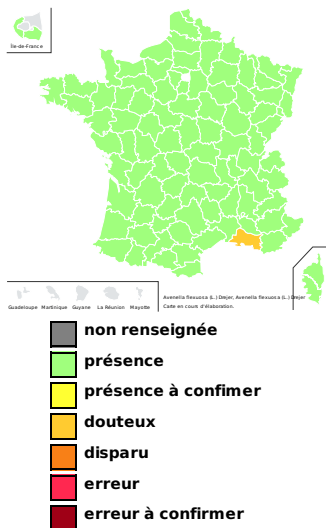 Île-de-France
Guadeloupe Martinique Guyane La Réunion Mayotte
Avenella flexuosa (L.) Drejer, Avenella flexuosa (L.) Drejer
Carte en cours d'élaboration.
non renseignée
présence
présence à confimer
douteux
disparu
erreur
erreur à confirmer